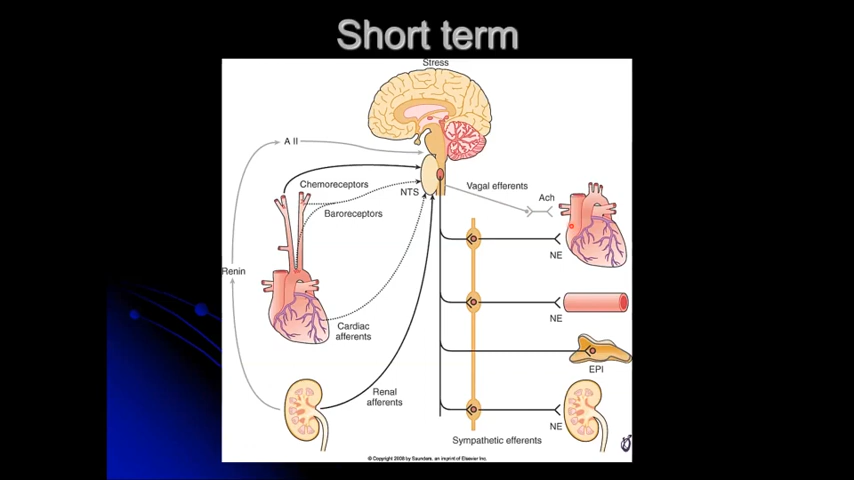 Short term
Stress
A II
Chemoreceptors
NTS
Baroreceptors
Vagal efferents
Ach
NE
Renin
NE
Cardiac
afferents
EPI
Renal
afferents
NE
Sympathetic efferents
© Copyright 2008 by Saunders, an imprint of Elsevier Inc.